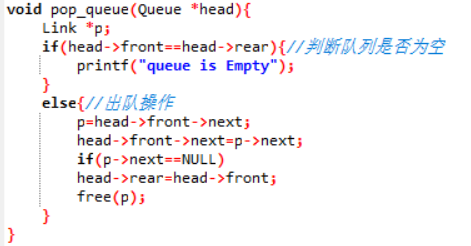 void pop_queue(Queue *head){
Link *p;
if(head->front==head->rear){//判断队列是否为空
printf("queue is Empty");
}
else{//出队操作
p=head->front->next;
head->front->next=p->next;
if(p->next==NULL)
head->rear=head->front;
free(p);
}
}